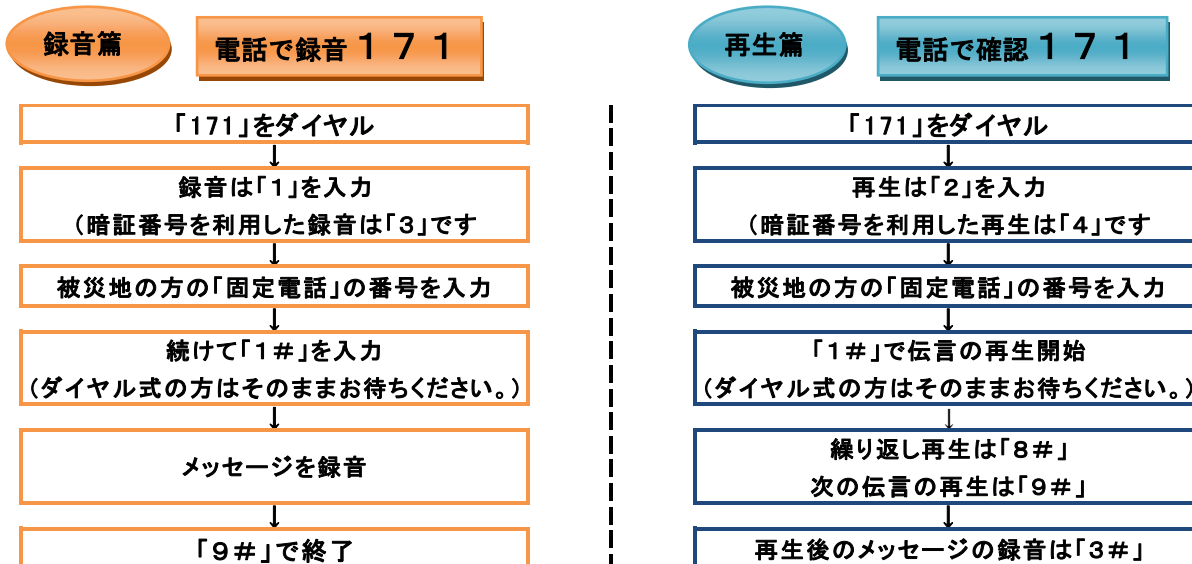 録音篇
電話で録音171
「171」をダイヤル
↓
録音は「1」を入力
(暗証番号を利用した録音は「3」です
↓
被災地の方の「固定電話」の番号を入力
↓
続けて「1#」を入力
(ダイヤル式の方はそのままお待ちください。)
↓
メッセージを録音
↓
「9#」で終了
再生篇
電話で確認171
「171」をダイヤル
↓
再生は「2」を入力
(暗証番号を利用した再生は「4」です
↓
被災地の方の「固定電話」の番号を入力
↓
「1#」で伝言の再生開始
(ダイヤル式の方はそのままお待ちください。)
↓
繰り返し再生は「8#」
次の伝言の再生は「9#」
↓
再生後のメッセージの録音は「3#」